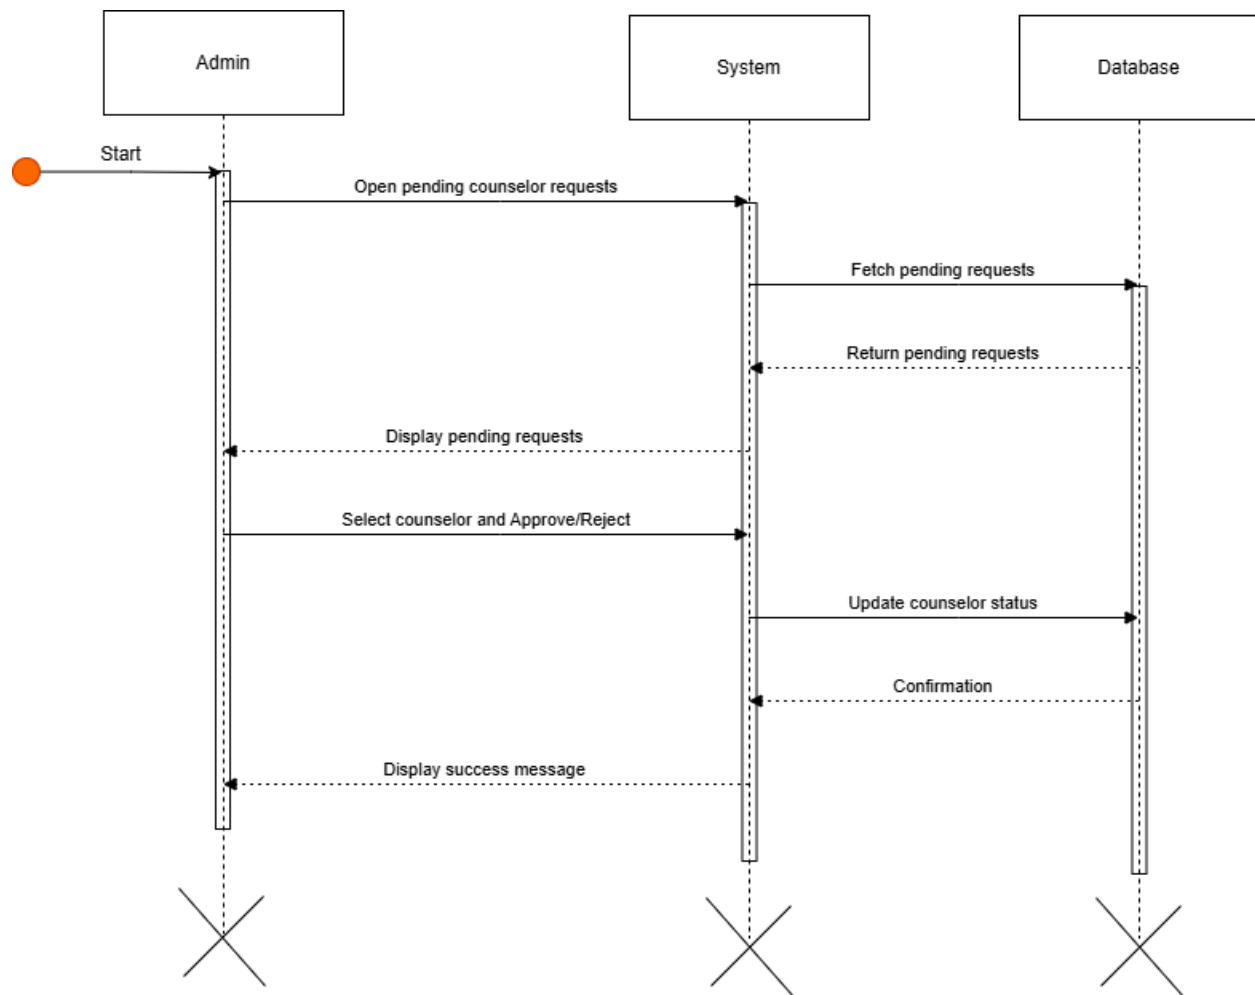 Admin
System
Database
Start
Open pending counselor requests
Fetch pending requests
Return pending requests
Display pending requests
Select counselor and Approve/Reject
Update counselor status
Confirmation
Display success message